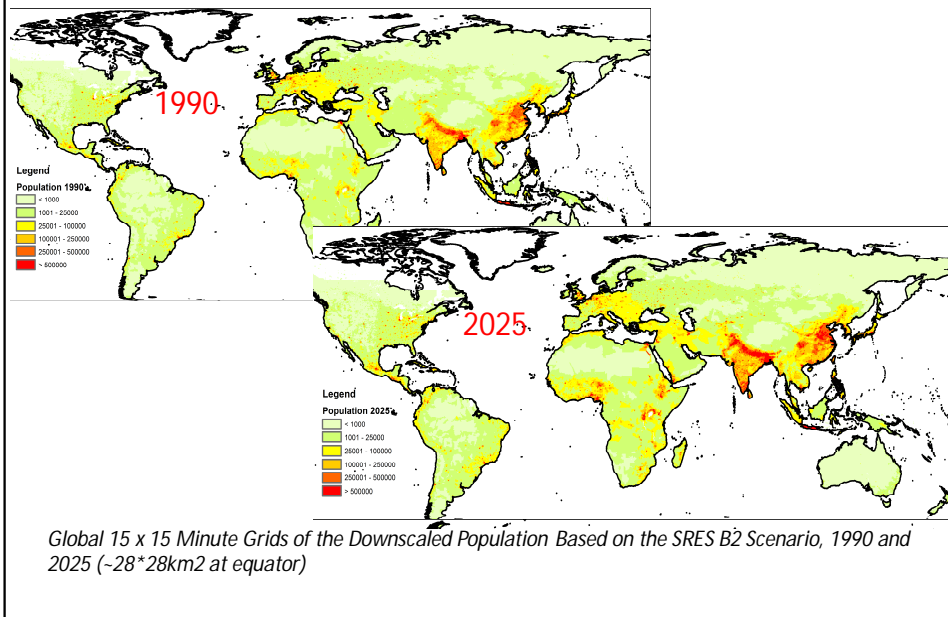 1990
Legend
Population 1990
< 1000
1001 - 25000
25001 - 100000
100001 - 250000
250001 - 500000
> 500000
2025
Legend
Population 2025
< 1000
1001 - 25000
25001 - 100000
100001 - 250000
250001 - 500000
> 500000
Global 15 x 15 Minute Grids of the Downscaled Population Based on the SRES B2 Scenario, 1990 and
2025 (~28*28km2 at equator)